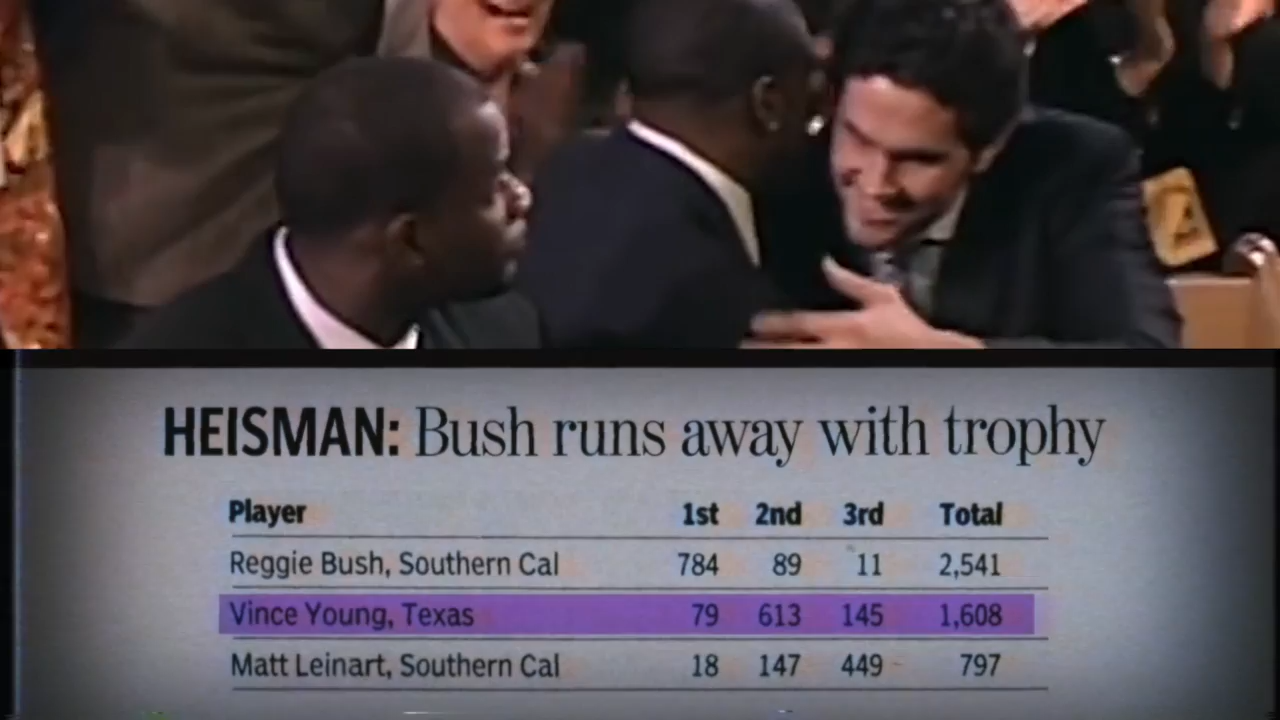 HEISMAN: Bush runs away with trophy
Player 1st 2nd 3rd Total
Reggie Bush, Southern Cal 784 89 11 2,541
Vince Young, Texas 79 613 145 1,608
Matt Leinart, Southern Cal 18 147 449 797